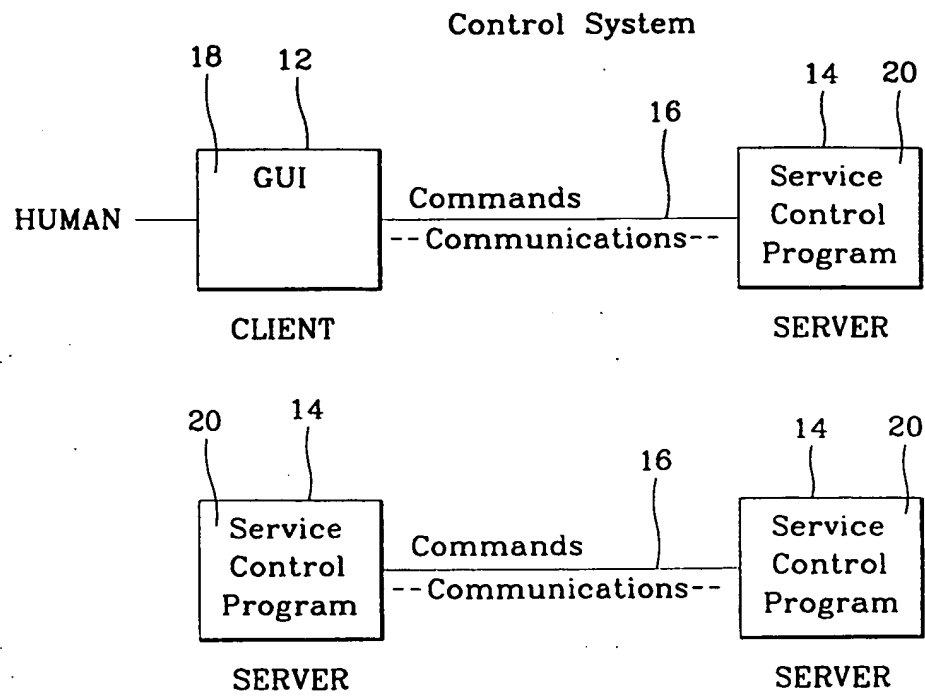 Control System
18
12
14
20
16
GUI
Service
Control
Program
HUMAN
Commands
--Communications--
CLIENT
SERVER
20
14
14
20
16
Service
Control
Program
Commands
--Communications--
Service
Control
Program
SERVER
SERVER